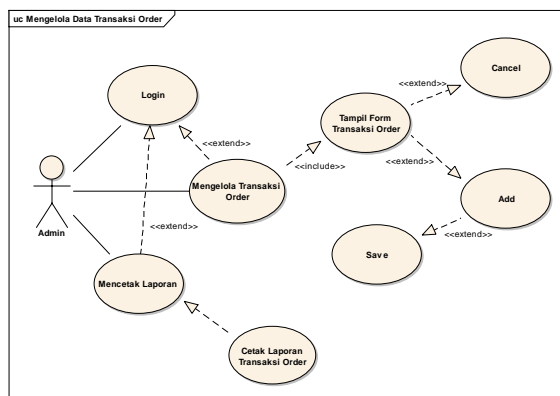 uc Mengelola Data Transaksi Order
Login
<<extend>>
Mengelola Transaksi
Order
<<include>>
Tampil Form
Transaksi Order
<<extend>>
Cancel
<<extend>>
Add
<<extend>>
Save
Admin
<<extend>>
Mencetak Laporan
Cetak Laporan
Transaksi Order